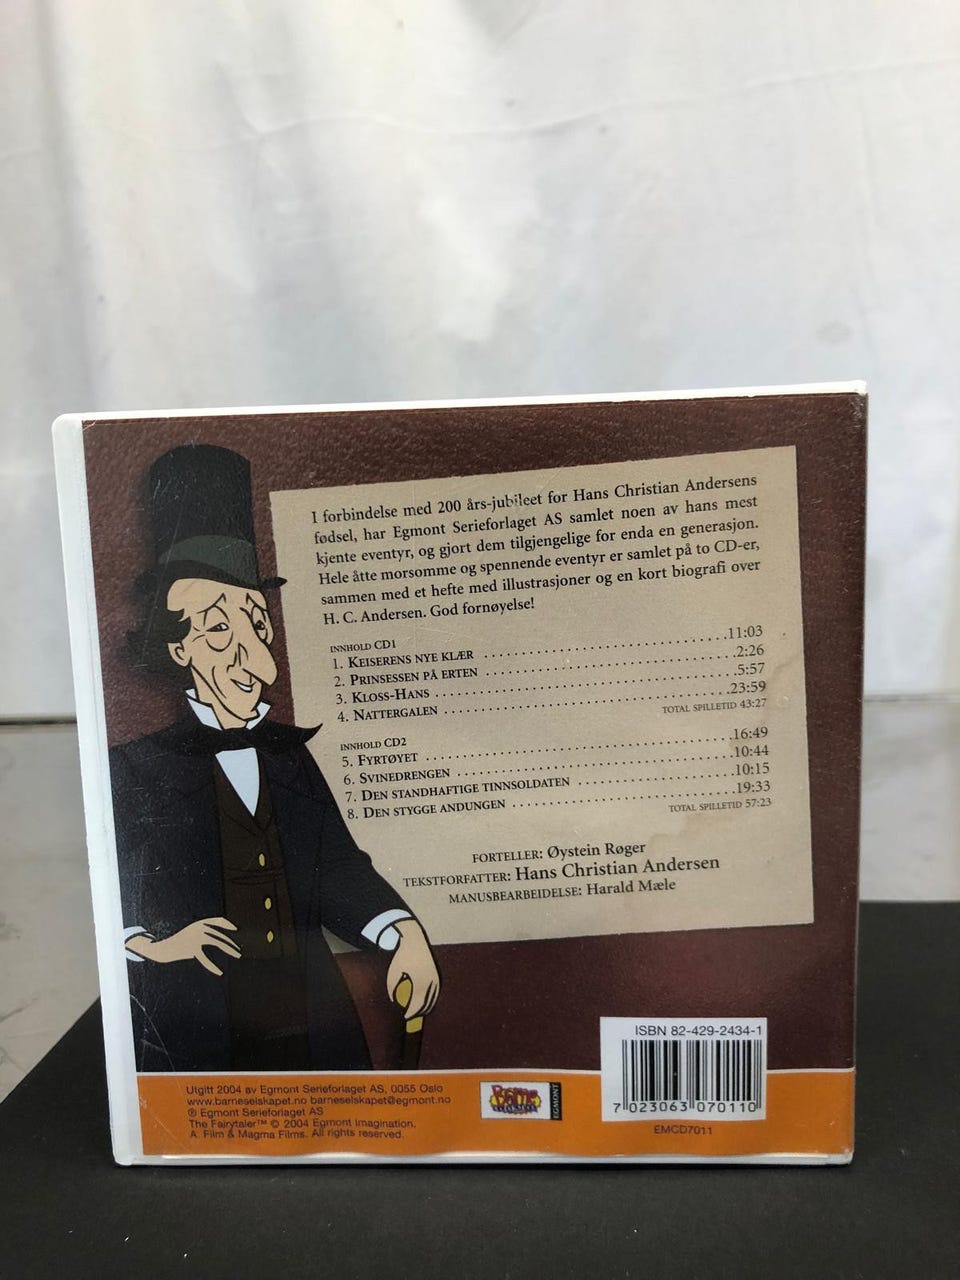 I forbindelse med 200 års-jubileet for Hans Christian Andersens
fødsel, har Egmont Serieforlaget AS samlet noen av hans mest
kjente eventyr, og gjort dem tilgjengelige for enda en generasjon.
Hele åtte morsomme og spennende eventyr er samlet på to CD-er,
sammen med et hefte med illustrasjoner og en kort biografi over
H. C. Andersen. God fornøyelse!
INNHOLD CD1
1. KEISERENS NYE KLÆR ........................11:03
2. PRINSESSEN PÅ ERTEN ........................2:26
3. KLOSS-HANS ........................5:57
4. NATTERGALEN ........................23:59
TOTAL SPILLETID 43:27
INNHOLD CD2
5. FYRTØYET ........................16:49
6. SVINEDRENGEN ........................10:44
7. DEN STANDHAFTIGE TINNSOLDATEN ........................10:15
8. DEN STYGGE ANDUNGEN ........................19:33
TOTAL SPILLETID 57:23
FORTELLER: Øystein Røger
TEKSTFORFATTER: Hans Christian Andersen
MANUSBEARBEIDELSE: Harald Mæle
Utgitt 2004 av Egmont Serieforlaget AS, 0055 Oslo
www.barneselskapet.no barneselskapet@egmont.no
® Egmont Serieforlaget AS
The Fairytaler™ © 2004 Egmont Imagination,
A. Film & Magma Films. All rights reserved.
Barne
EGMONT
ISBN 82-429-2434-1
7 023063 070110
EMCD7011